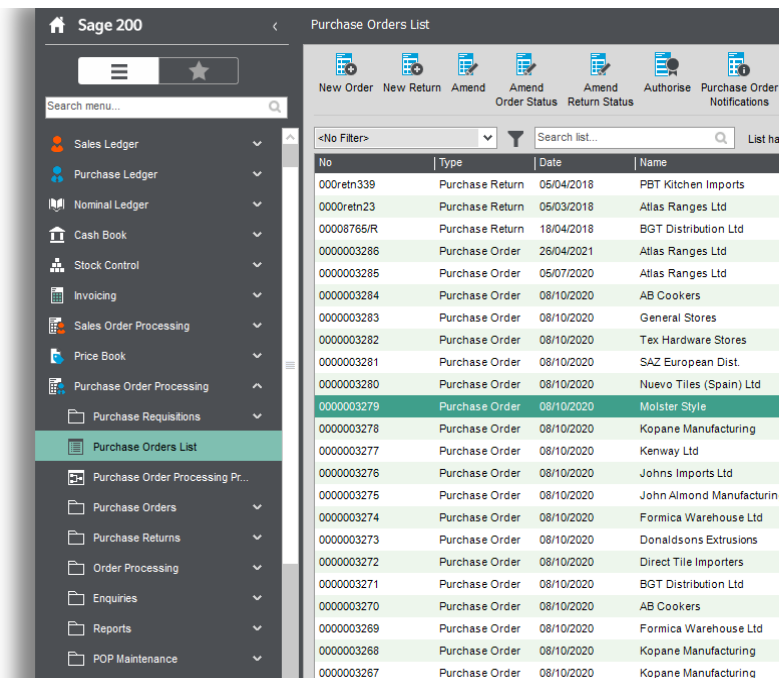 Sage 200
Purchase Orders List
Search menu...
New Order New Return Amend Amend Order Status Amend Return Status Authorise Purchase Order Notifications
<No Filter> Search list... List ha
Sales Ledger
Purchase Ledger
Nominal Ledger
Cash Book
Stock Control
Invoicing
Sales Order Processing
Price Book
Purchase Order Processing
Purchase Requisitions
Purchase Orders List
Purchase Order Processing Pr...
Purchase Orders
Purchase Returns
Order Processing
Enquiries
Reports
POP Maintenance
No Type Date Name
000retn339 Purchase Return 05/04/2018 PBT Kitchen Imports
0000retn23 Purchase Return 05/03/2018 Atlas Ranges Ltd
00008765/R Purchase Return 18/04/2018 BGT Distribution Ltd
0000003286 Purchase Order 26/04/2021 Atlas Ranges Ltd
0000003285 Purchase Order 05/07/2020 Atlas Ranges Ltd
0000003284 Purchase Order 08/10/2020 AB Cookers
0000003283 Purchase Order 08/10/2020 General Stores
0000003282 Purchase Order 08/10/2020 Tex Hardware Stores
0000003281 Purchase Order 08/10/2020 SAZ European Dist.
0000003280 Purchase Order 08/10/2020 Nuevo Tiles (Spain) Ltd
0000003279 Purchase Order 08/10/2020 Molster Style
0000003278 Purchase Order 08/10/2020 Kopane Manufacturing
0000003277 Purchase Order 08/10/2020 Kenway Ltd
0000003276 Purchase Order 08/10/2020 Johns Imports Ltd
0000003275 Purchase Order 08/10/2020 John Almond Manufacturin
0000003274 Purchase Order 08/10/2020 Formica Warehouse Ltd
0000003273 Purchase Order 08/10/2020 Donaldsons Extrusions
0000003272 Purchase Order 08/10/2020 Direct Tile Importers
0000003271 Purchase Order 08/10/2020 BGT Distribution Ltd
0000003270 Purchase Order 08/10/2020 AB Cookers
0000003269 Purchase Order 08/10/2020 Formica Warehouse Ltd
0000003268 Purchase Order 08/10/2020 Kopane Manufacturing
0000003267 Purchase Order 08/10/2020 Kopane Manufacturing